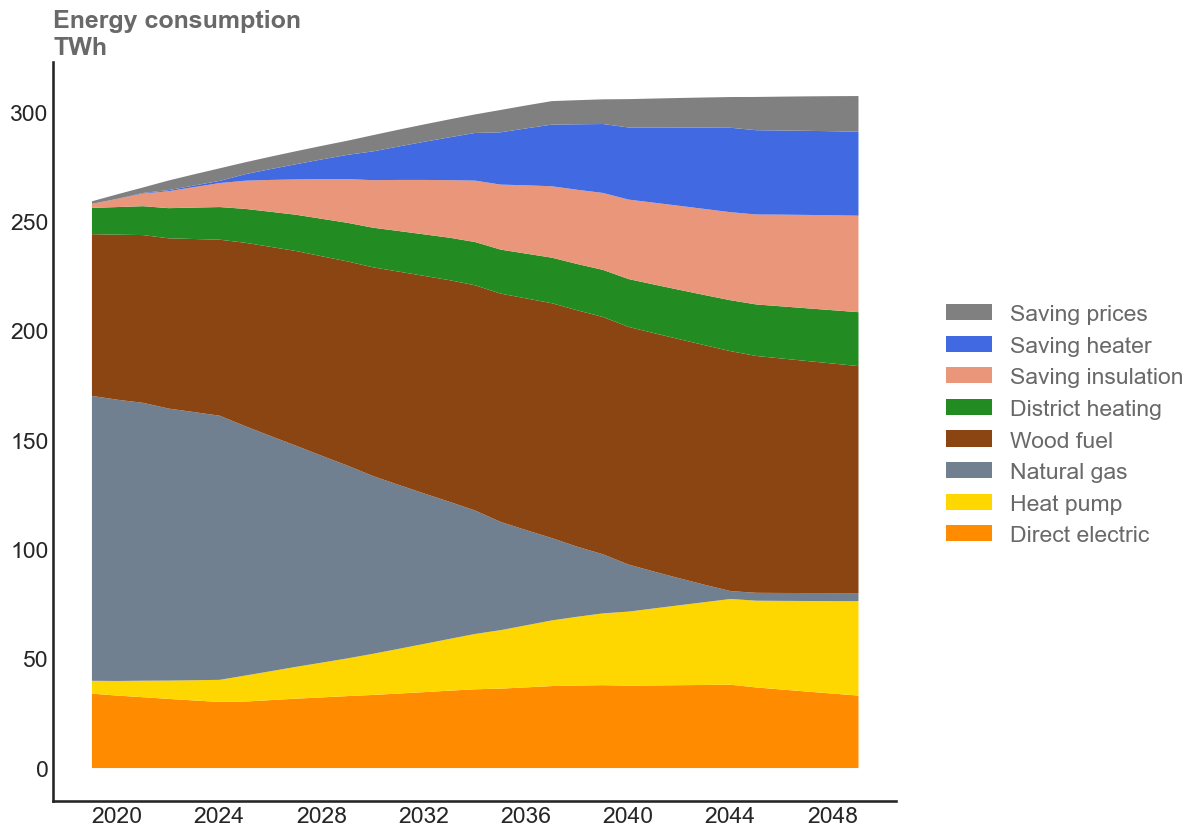 Energy consumption
TWh
300
250
200
150
100
50
0
2020 2024 2028 2032 2036 2040 2044 2048
Saving prices
Saving heater
Saving insulation
District heating
Wood fuel
Natural gas
Heat pump
Direct electric